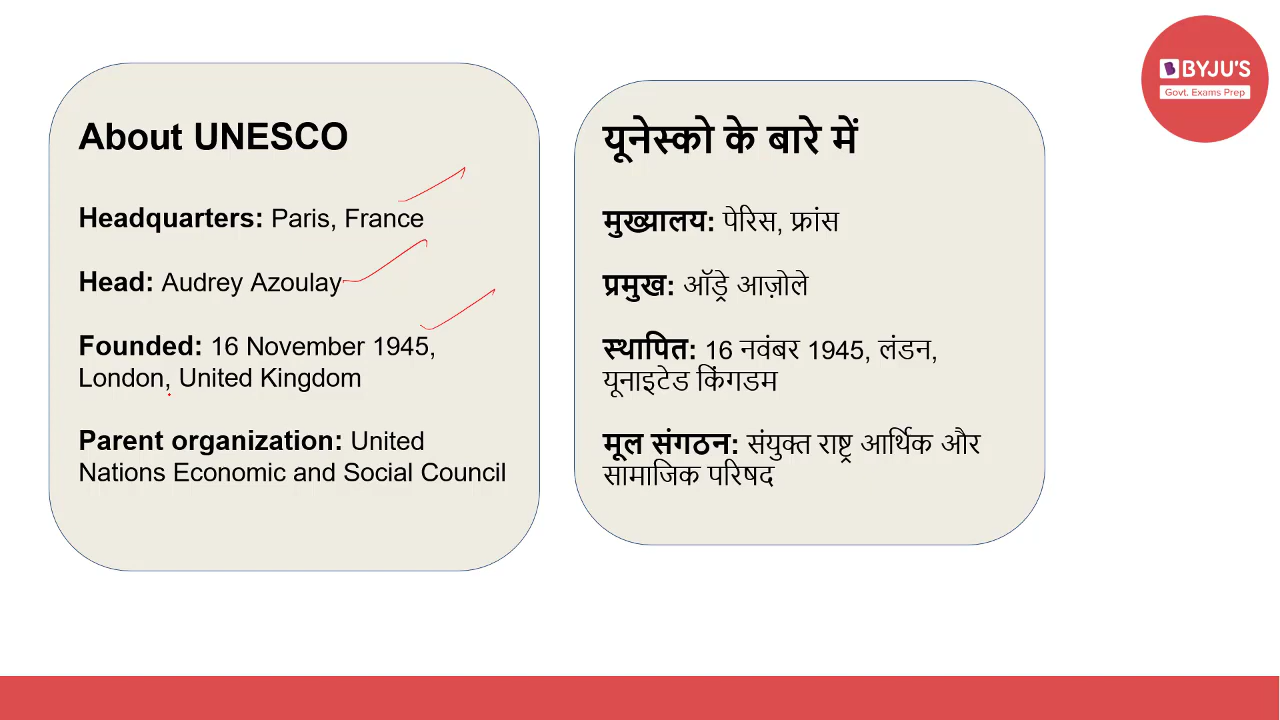 About UNESCO
Headquarters: Paris, France
Head: Audrey Azoulay
Founded: 16 November 1945,
London, United Kingdom
Parent organization: United
Nations Economic and Social Council
यूनेस्को के बारे में
मुख्यालय: पेरिस, फ्रांस
प्रमुख: ऑड्रे आज़ोले
स्थापित: 16 नवंबर 1945, लंडन,
यूनाइटेड किंगडम
मूल संगठन: संयुक्त राष्ट्र आर्थिक और
सामाजिक परिषद
BYJU'S
Govt. Exams Prep